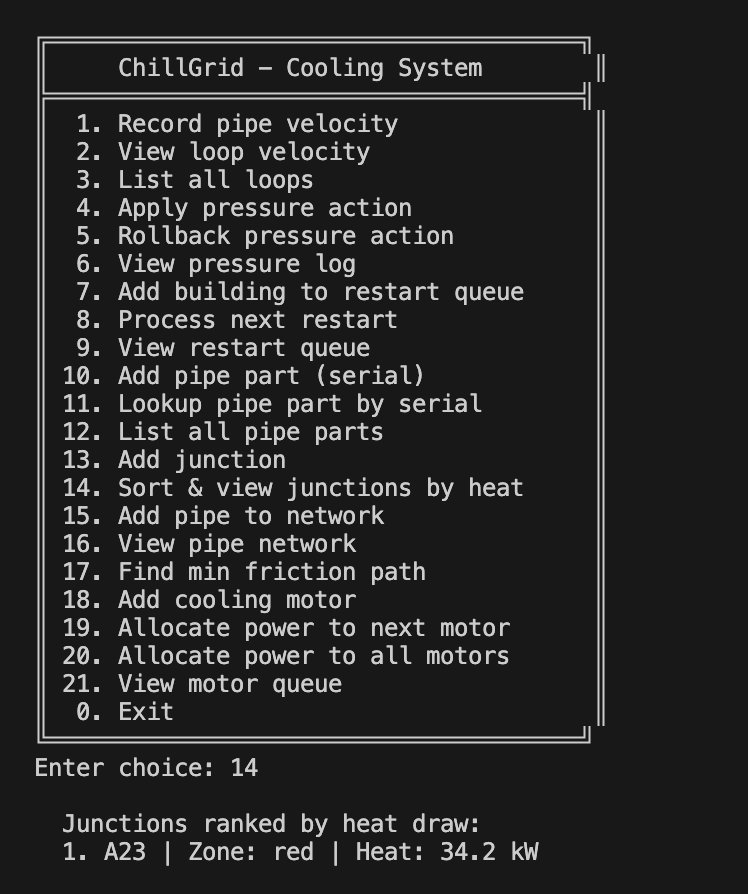 ChillGrid – Cooling System
1. Record pipe velocity
2. View loop velocity
3. List all loops
4. Apply pressure action
5. Rollback pressure action
6. View pressure log
7. Add building to restart queue
8. Process next restart
9. View restart queue
10. Add pipe part (serial)
11. Lookup pipe part by serial
12. List all pipe parts
13. Add junction
14. Sort & view junctions by heat
15. Add pipe to network
16. View pipe network
17. Find min friction path
18. Add cooling motor
19. Allocate power to next motor
20. Allocate power to all motors
21. View motor queue
0. Exit
Enter choice: 14
Junctions ranked by heat draw:
1. A23 | Zone: red | Heat: 34.2 kW